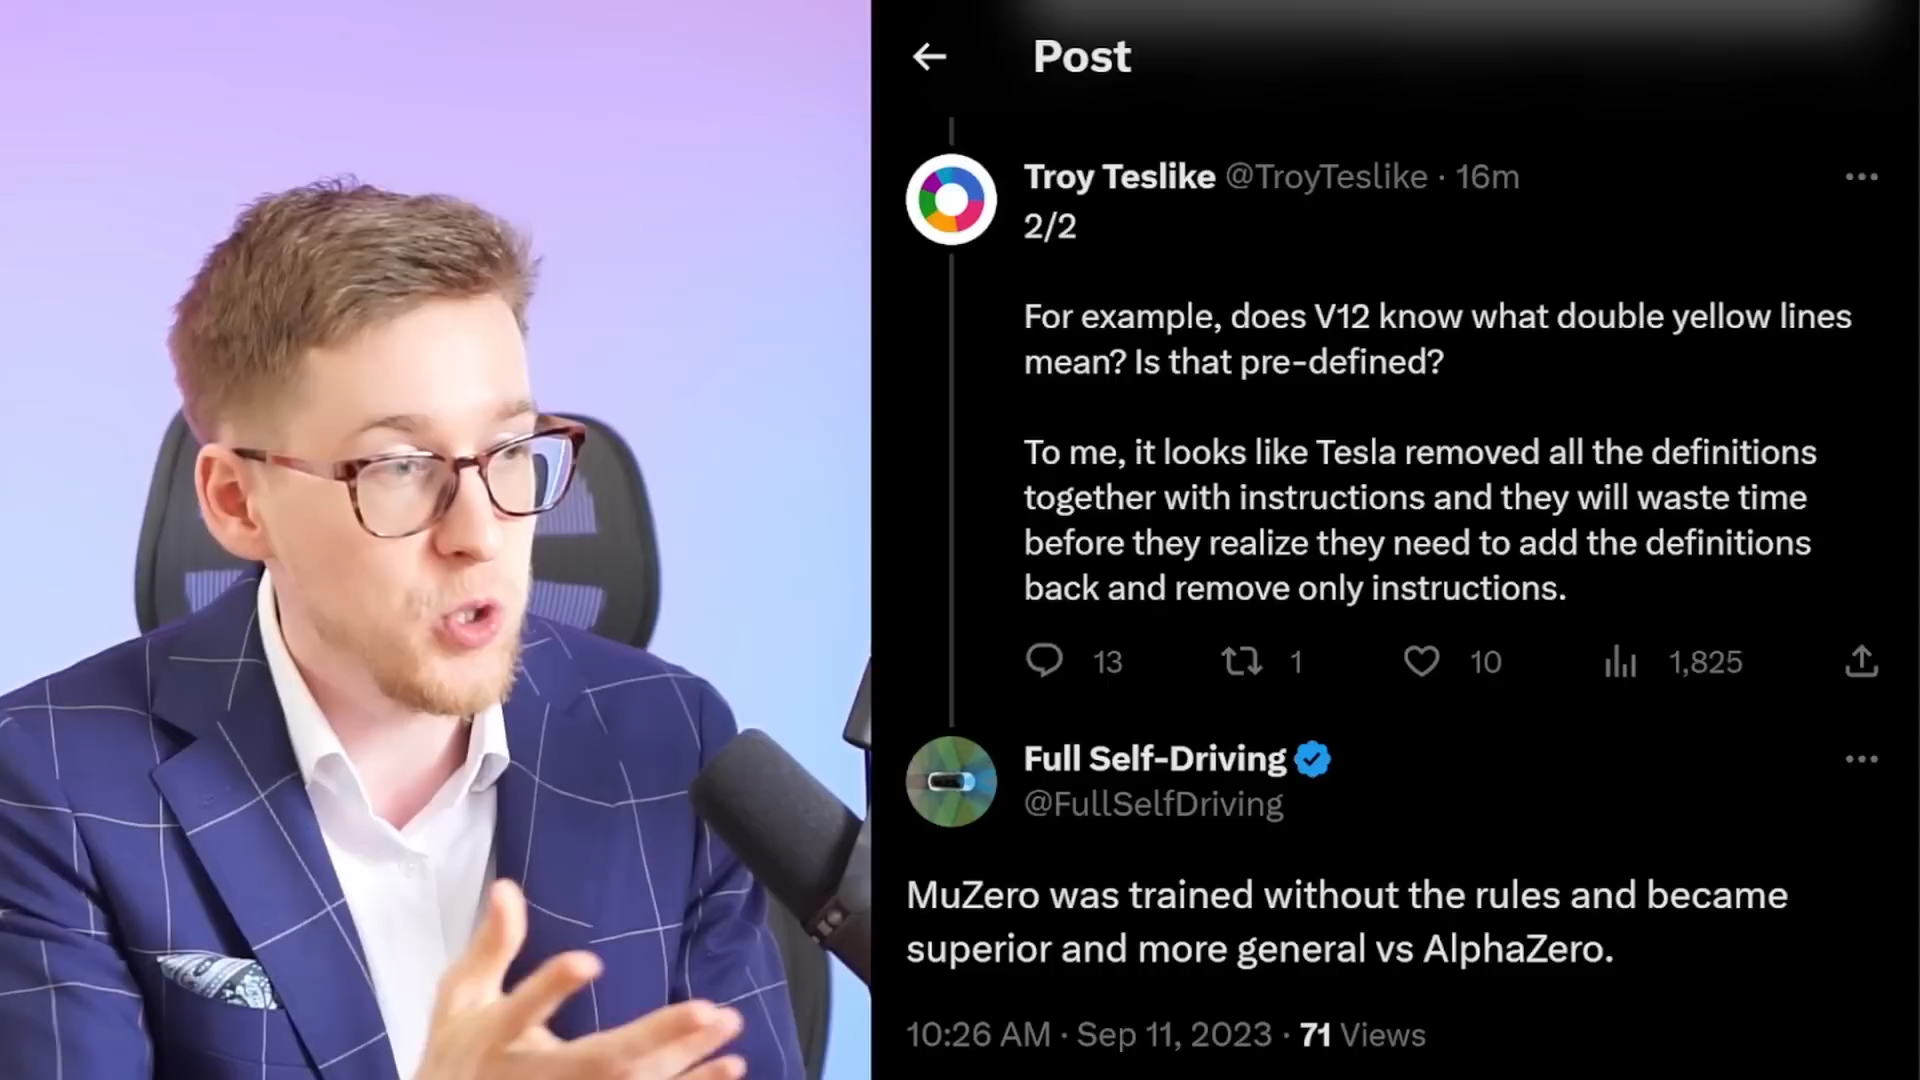 Post
Troy Teslike @TroyTeslike · 16m
2/2
For example, does V12 know what double yellow lines
mean? Is that pre-defined?
To me, it looks like Tesla removed all the definitions
together with instructions and they will waste time
before they realize they need to add the definitions
back and remove only instructions.
13 1 10 1,825
Full Self-Driving
@FullSelfDriving
MuZero was trained without the rules and became
superior and more general vs AlphaZero.
10:26 AM · Sep 11, 2023 · 71 Views